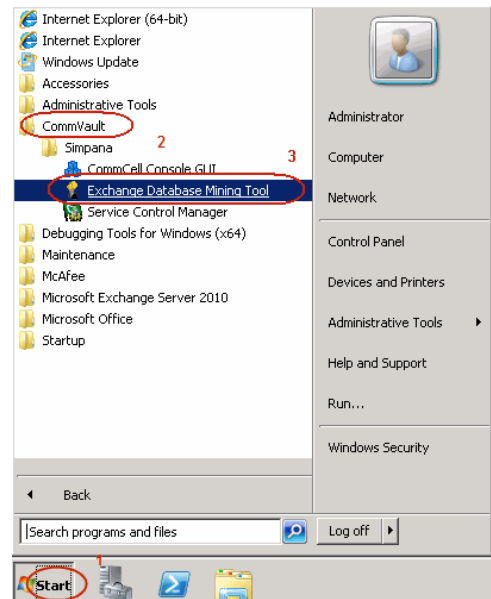 Internet Explorer (64-bit)
Internet Explorer
Windows Update
Accessories
Administrative Tools
CommVault
2
Simpana
3
CommCell Console GUI
Exchange Database Mining Tool
Service Control Manager
Debugging Tools for Windows (x64)
Maintenance
McAfee
Microsoft Exchange Server 2010
Microsoft Office
Startup
Back
Search programs and files
Administrator
Computer
Network
Control Panel
Devices and Printers
Administrative Tools
Help and Support
Run...
Windows Security
Log off
1
Start